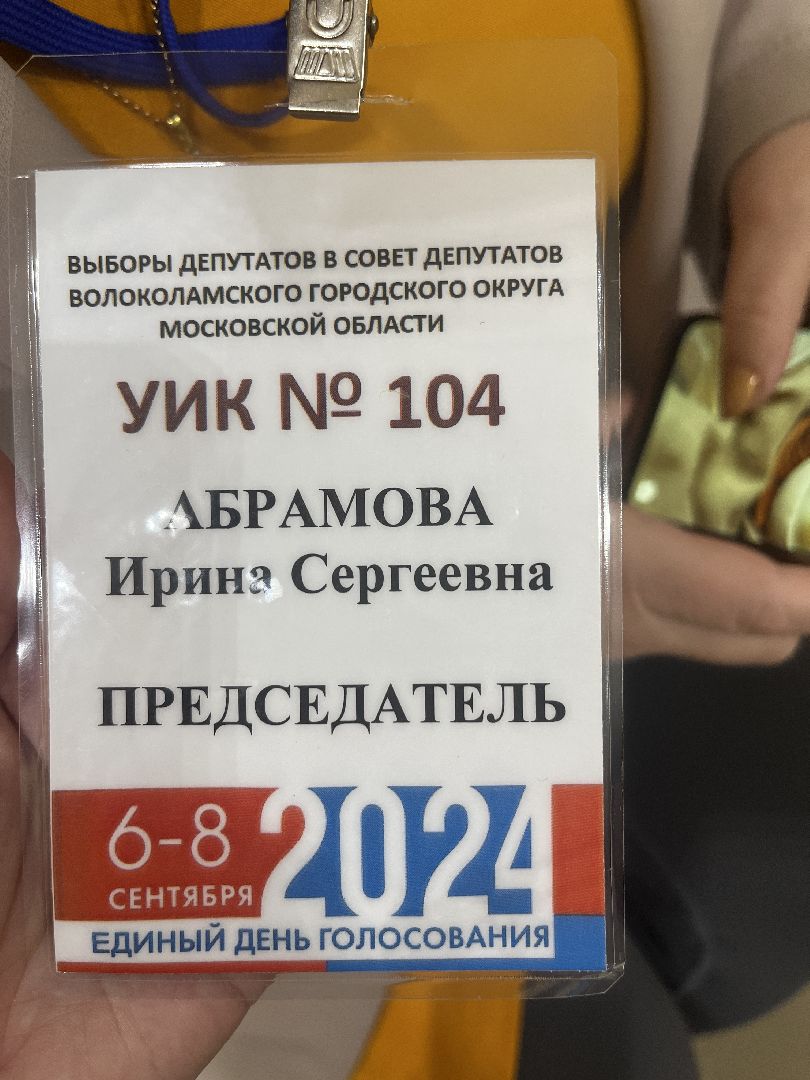 ВЫБОРЫ ДЕПУТАТОВ В СОВЕТ ДЕПУТАТОВ
ВОЛОКОЛАМСКОГО ГОРОДСКОГО ОКРУГА
МОСКОВСКОЙ ОБЛАСТИ
УИК № 104
АБРАМОВА
Ирина Сергеевна
ПРЕДСЕДАТЕЛЬ
6-8 2024
СЕНТЯБРЯ
ЕДИНЫЙ ДЕНЬ ГОЛОСОВАНИЯ